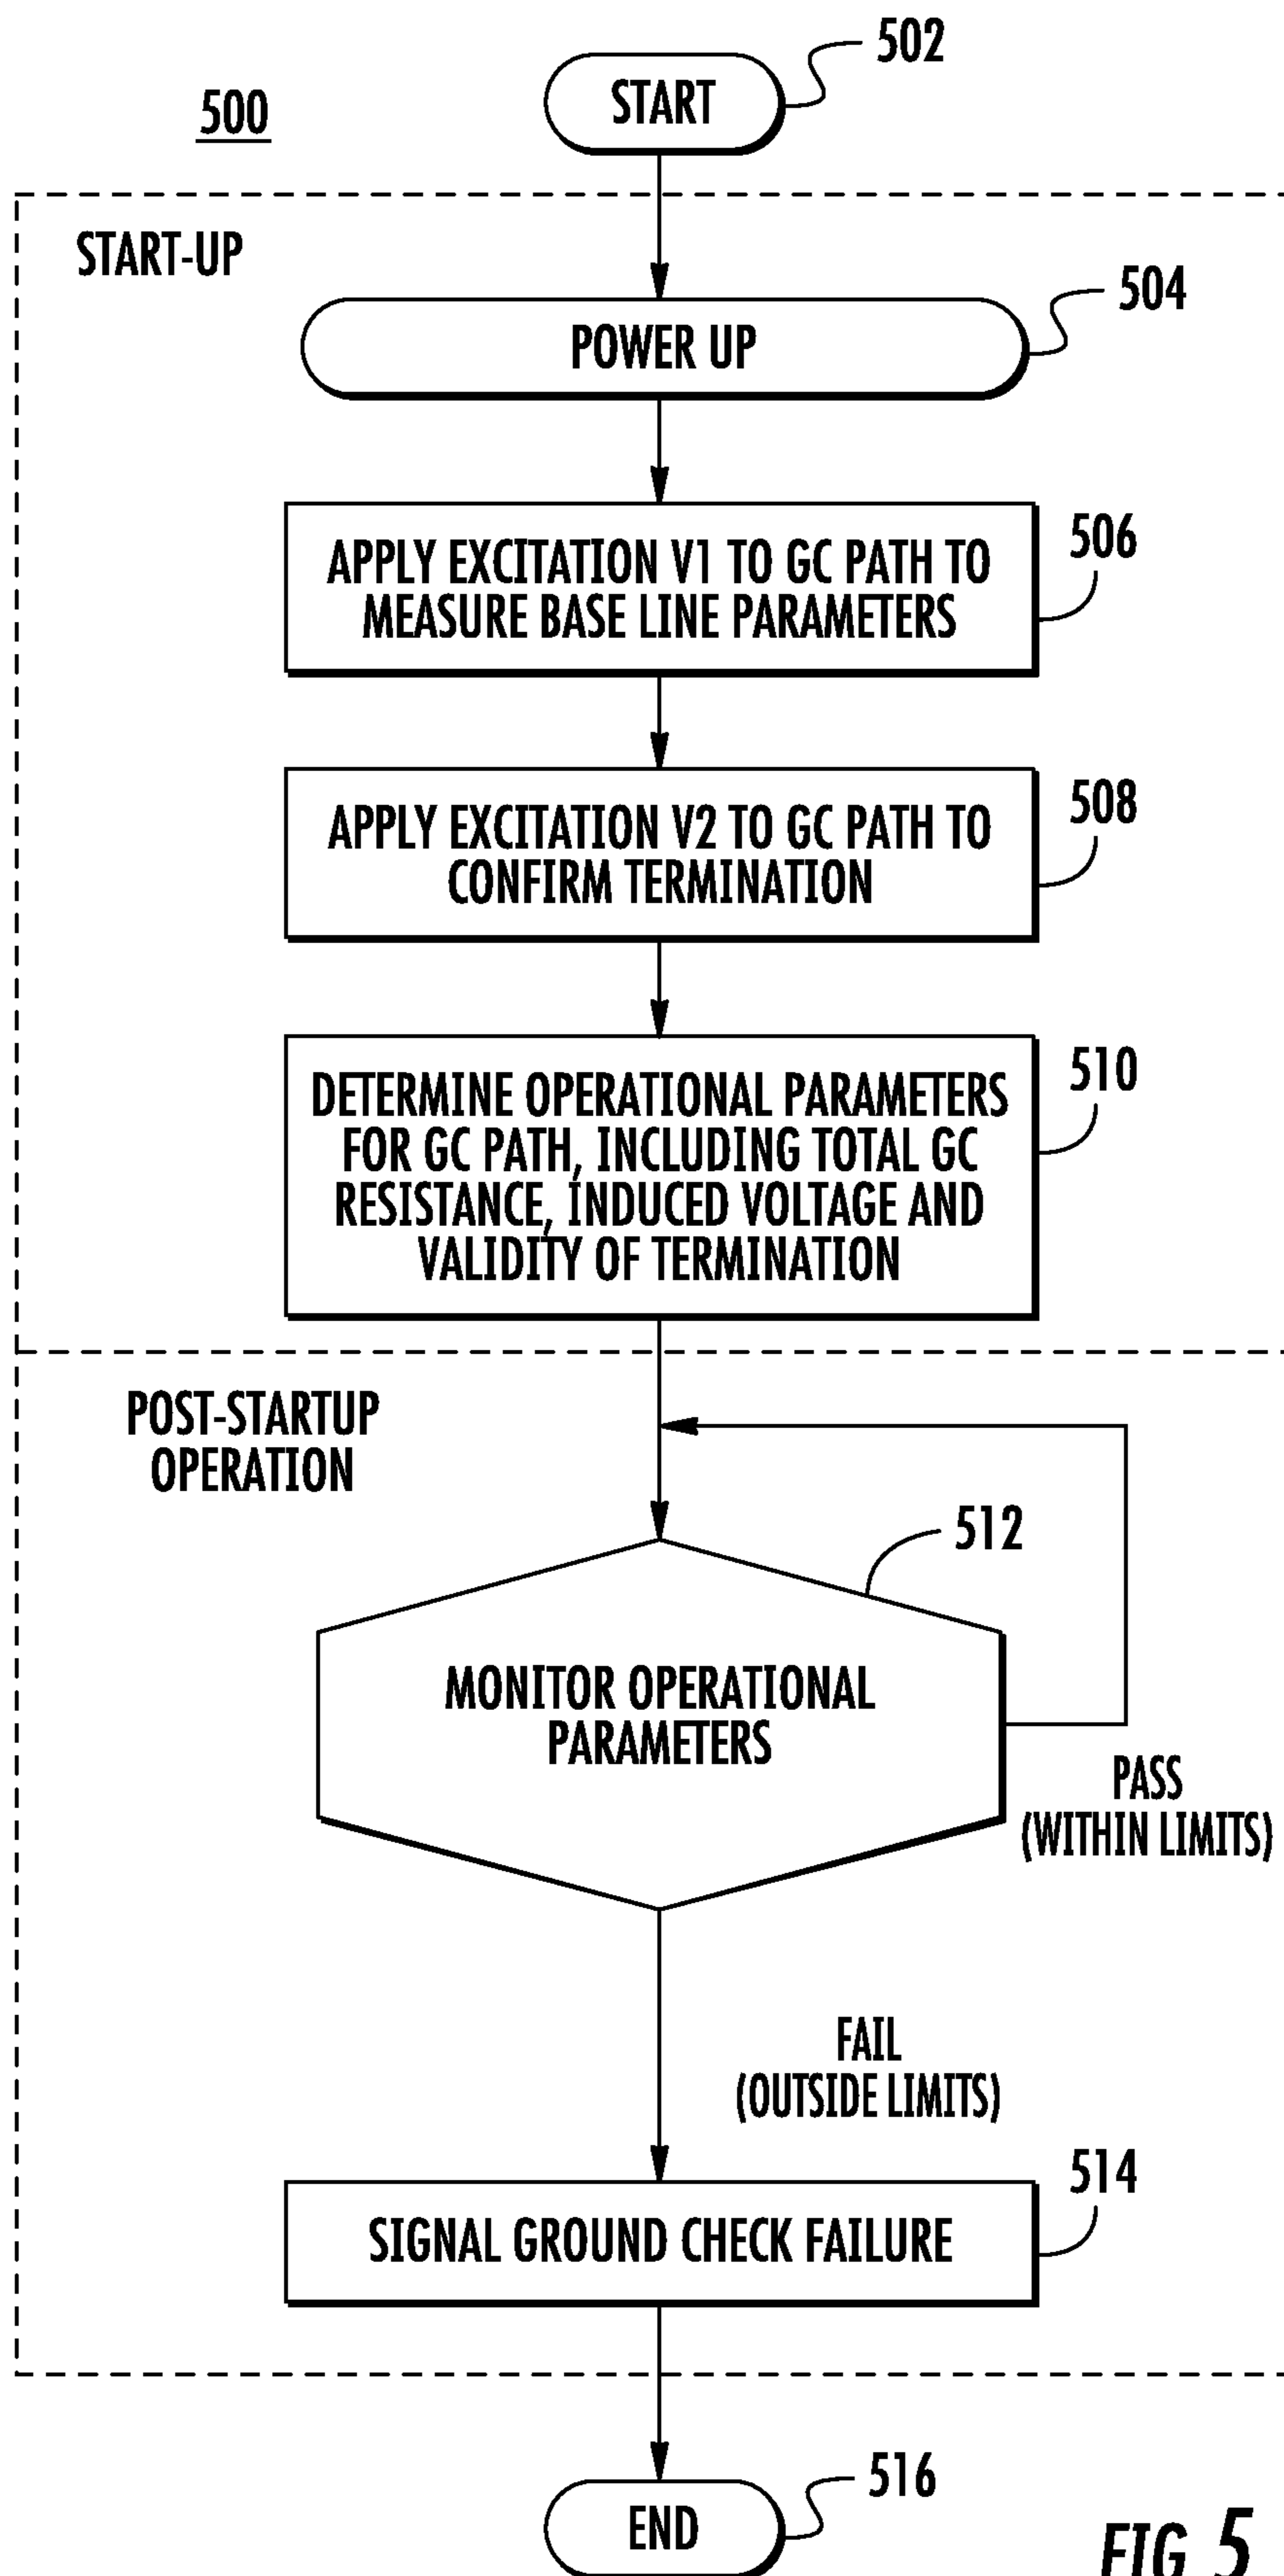 502
START
500
START-UP
504
POWER UP
506
APPLY EXCITATION V1 TO GC PATH TO
MEASURE BASE LINE PARAMETERS
508
APPLY EXCITATION V2 TO GC PATH TO
CONFIRM TERMINATION
510
DETERMINE OPERATIONAL PARAMETERS
FOR GC PATH, INCLUDING TOTAL GC
RESISTANCE, INDUCED VOLTAGE AND
VALIDITY OF TERMINATION
POST-STARTUP
OPERATION
512
MONITOR OPERATIONAL
PARAMETERS
PASS
(WITHIN LIMITS)
FAIL
(OUTSIDE LIMITS)
514
SIGNAL GROUND CHECK FAILURE
516
END
FIG. 5